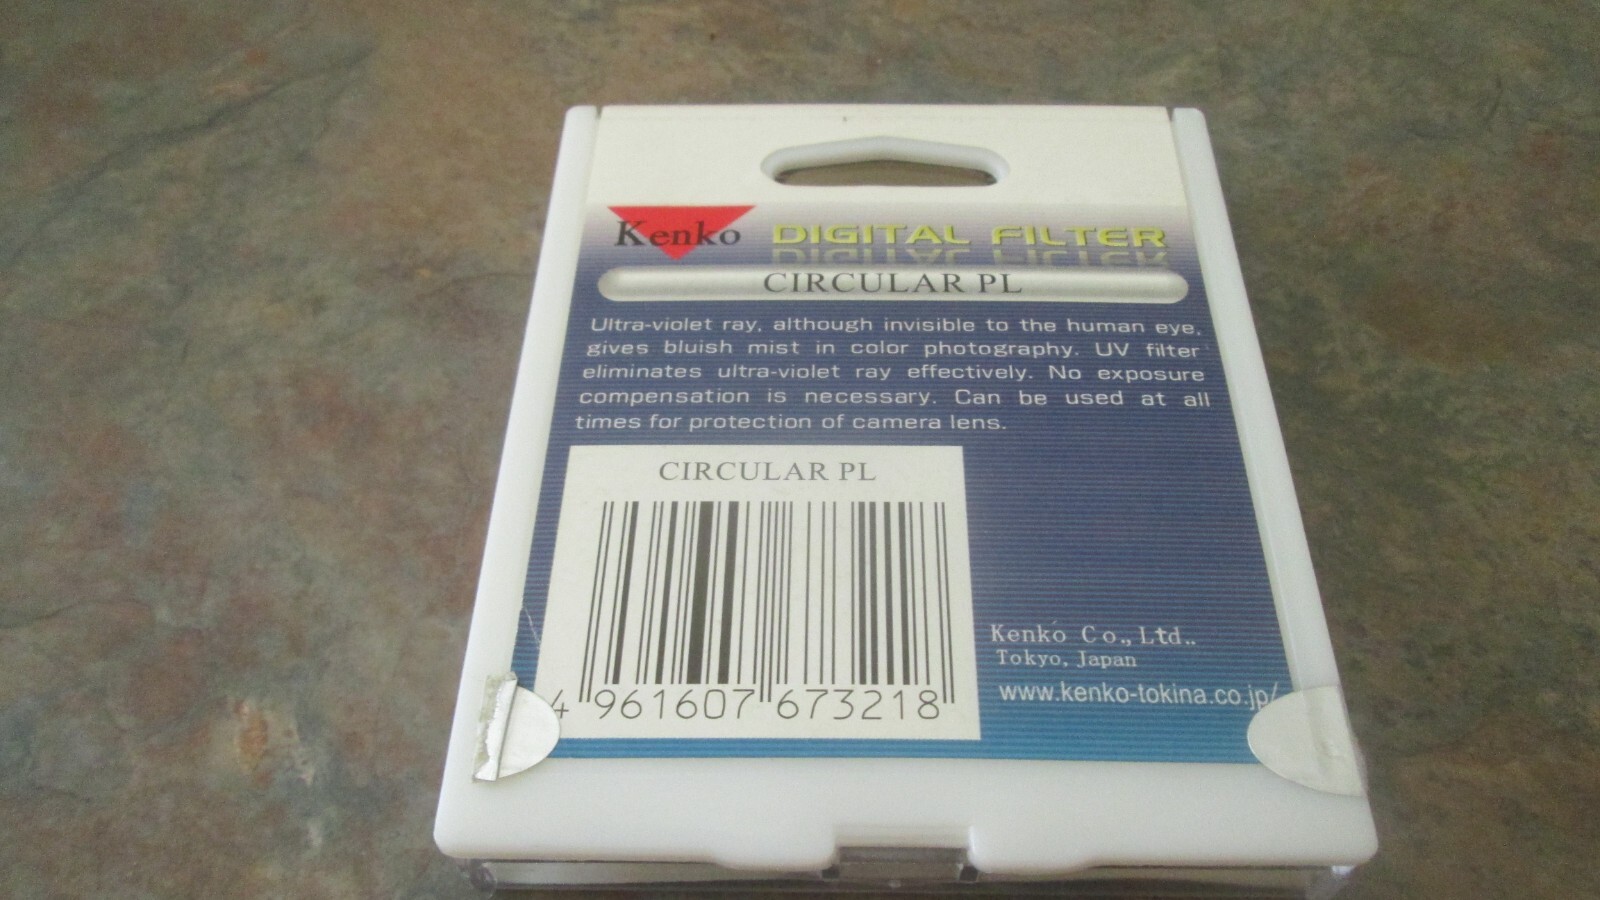 Kenko DIGITAL FILTER
CIRCULAR PL
Ultra-violet ray, although invisible to the human eye,
gives bluish mist in color photography. UV filter
eliminates ultra-violet ray effectively. No exposure
compensation is necessary. Can be used at all
times for protection of camera lens.
CIRCULAR PL
4 961607 673218
Kenko Co., Ltd..
Tokyo, Japan
www.kenko-tokina.co.jp/